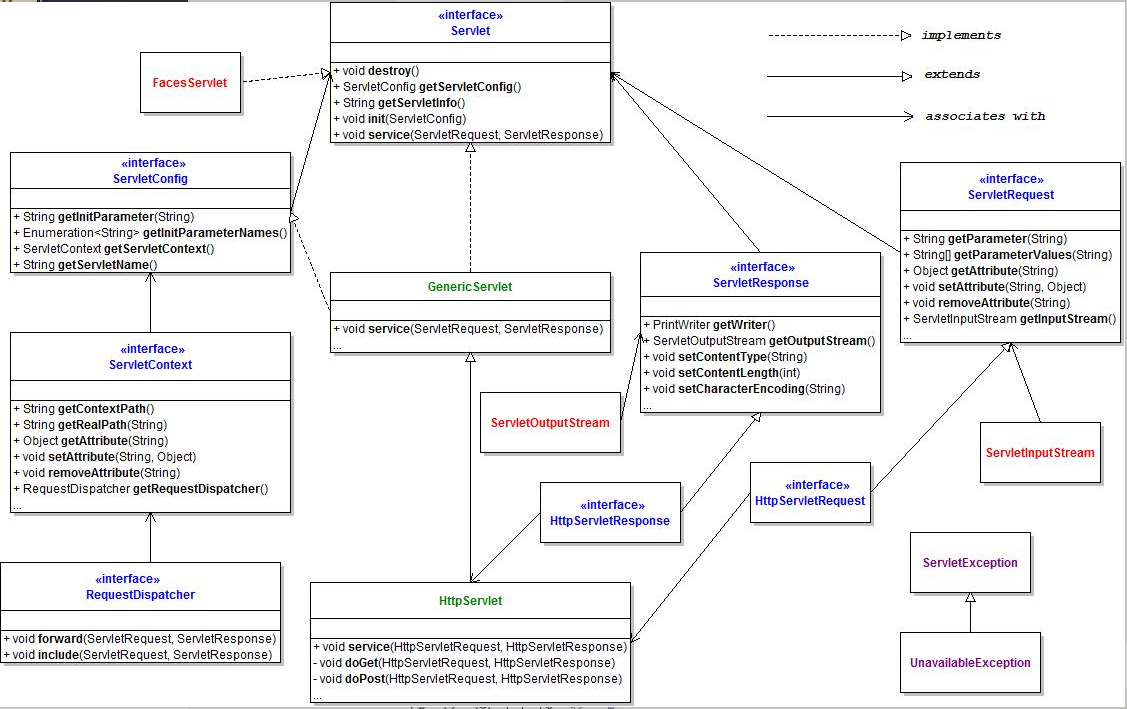 «interface»
Servlet
+ void destroy()
+ ServletConfig getServletConfig()
+ String getServletInfo()
+ void init(ServletConfig)
+ void service(ServletRequest, ServletResponse)
implements
extends
associates with
FacesServlet
«interface»
ServletConfig
+ String getInitParameter(String)
+ Enumeration<String> getInitParameterNames()
+ ServletContext getServletContext()
+ String getServletName()
«interface»
ServletRequest
+ String getParameter(String)
+ String[] getParameterValues(String)
+ Object getAttribute(String)
+ void setAttribute(String, Object)
+ void removeAttribute(String)
+ ServletInputStream getInputStream()
...
GenericServlet
+ void service(ServletRequest, ServletResponse)
...
«interface»
ServletResponse
+ PrintWriter getWriter()
+ ServletOutputStream getOutputStream()
+ void setContentType(String)
+ void setContentLength(int)
+ void setCharacterEncoding(String)
...
«interface»
ServletContext
+ String getContextPath()
+ String getRealPath(String)
+ Object getAttribute(String)
+ void setAttribute(String, Object)
+ void removeAttribute(String)
+ RequestDispatcher getRequestDispatcher()
...
ServletOutputStream
ServletInputStream
«interface»
HttpServletResponse
«interface»
HttpServletRequest
«interface»
RequestDispatcher
+ void forward(ServletRequest, ServletResponse)
+ void include(ServletRequest, ServletResponse)
HttpServlet
+ void service(HttpServletRequest, HttpServletResponse)
- void doGet(HttpServletRequest, HttpServletResponse)
- void doPost(HttpServletRequest, HttpServletResponse)
...
ServletException
UnavailableException